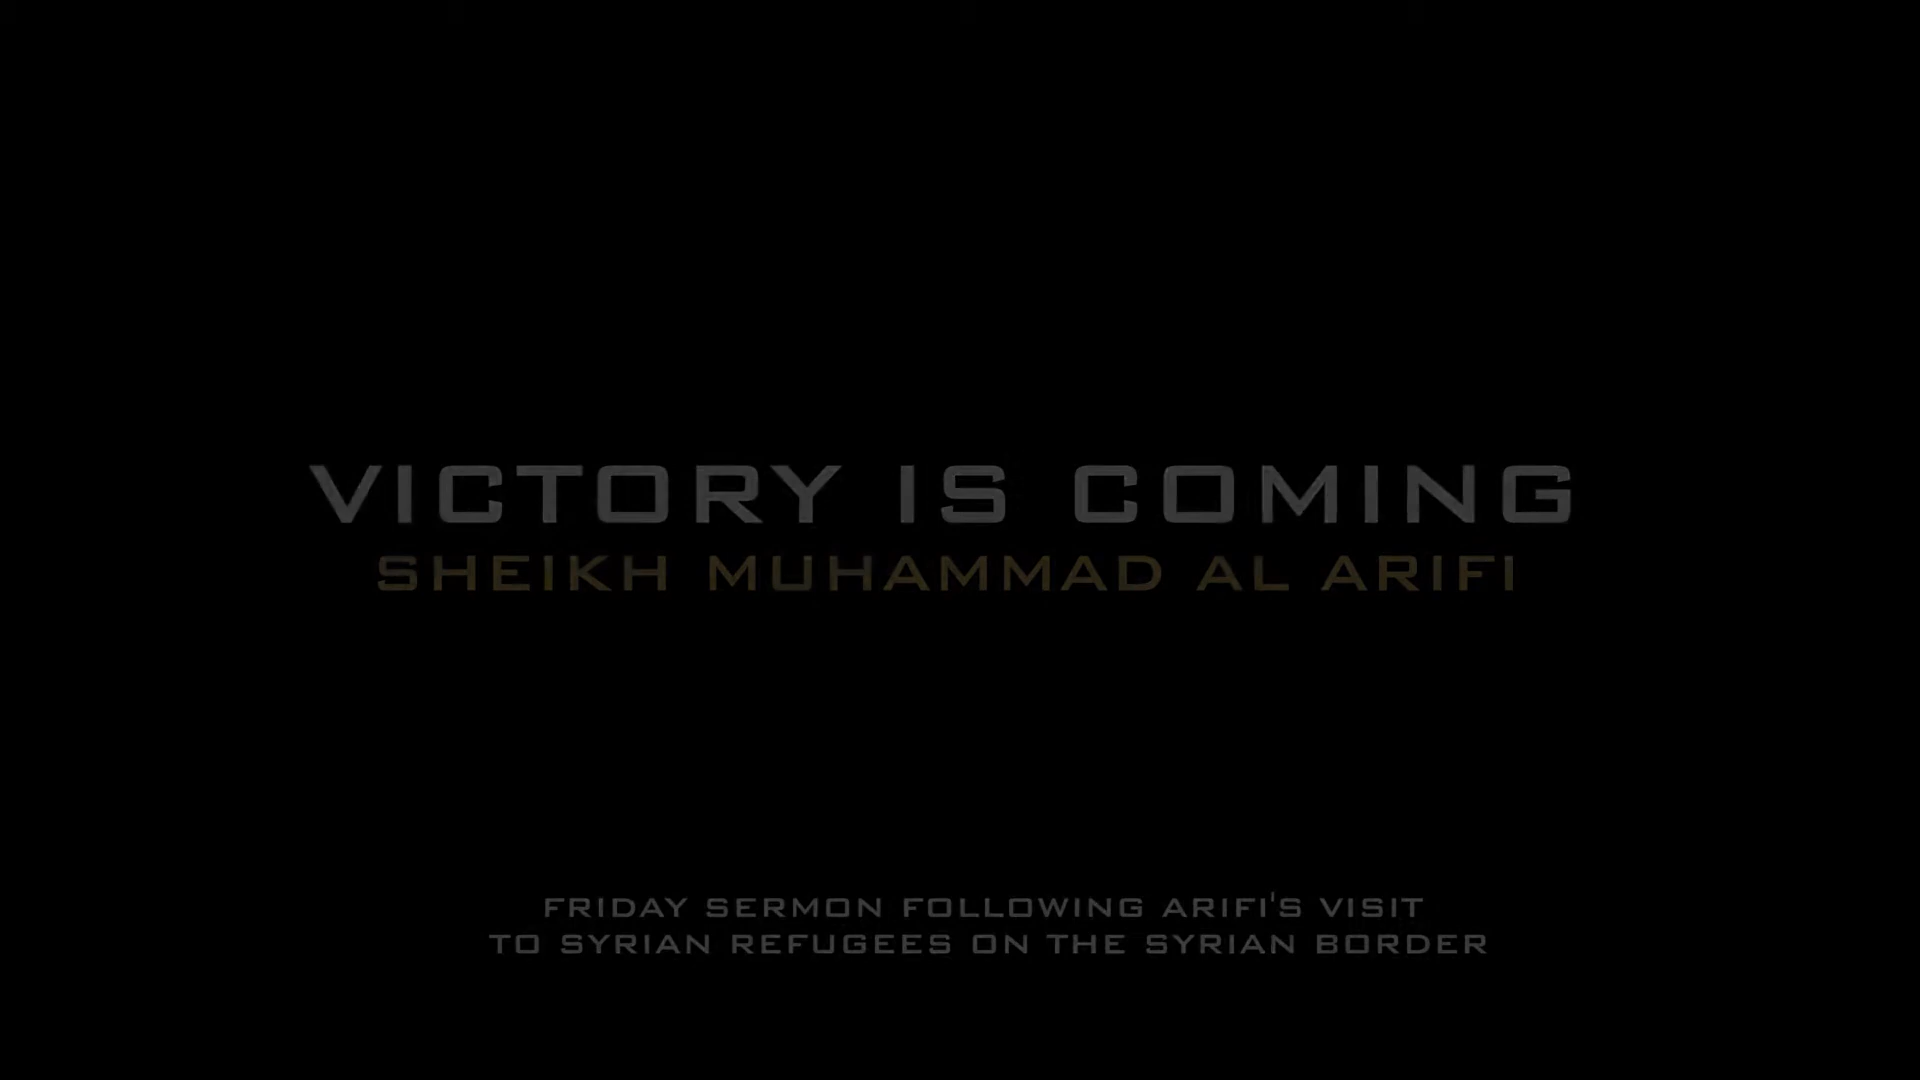 VICTORY IS COMING
SHEIKH MUHAMMAD AL ARIFI
FRIDAY SERMON FOLLOWING ARIFI'S VISIT
TO SYRIAN REFUGEES ON THE SYRIAN BORDER